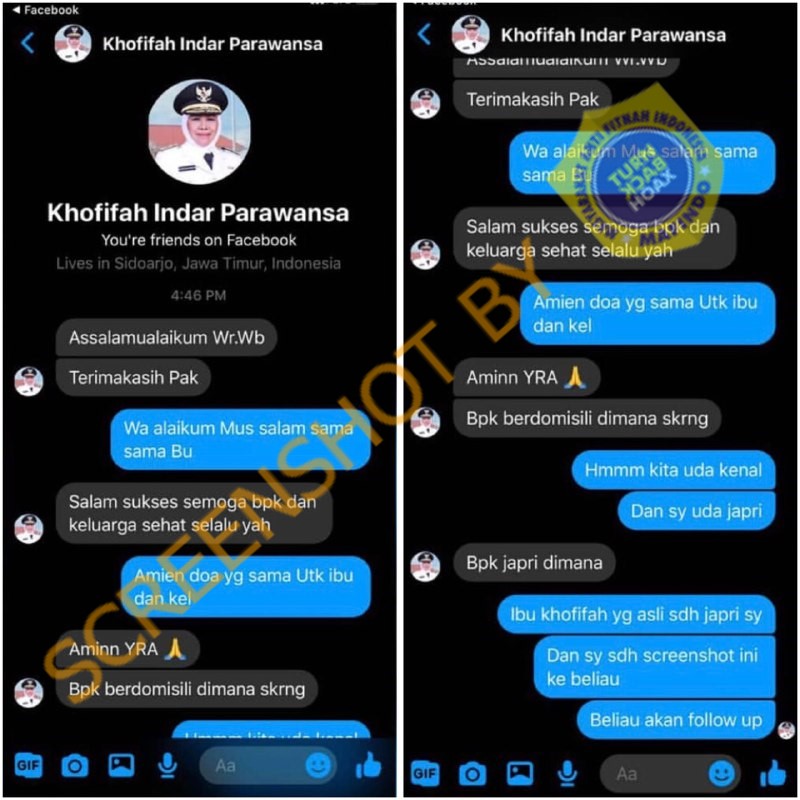 Facebook
Khofifah Indar Parawansa
Khofifah Indar Parawansa
You're friends on Facebook
Lives in Sidoarjo, Jawa Timur, Indonesia
4:46 PM
Assalamualaikum Wr.Wb
Terimakasih Pak
Wa alaikum Mus salam sama
sama Bu
Salam sukses semoga bpk dan
keluarga sehat selalu yah
Amien doa yg sama Utk ibu
dan kel
Aminn YRA 🙏
Bpk berdomisili dimana skrng
Hmmm kita uda kenal
GIF
Aa
Khofifah Indar Parawansa
Assalamualaikum Wr.Wb
Terimakasih Pak
Wa alaikum Mus salam sama
sama Bu
Salam sukses semoga bpk dan
keluarga sehat selalu yah
Amien doa yg sama Utk ibu
dan kel
Aminn YRA 🙏
Bpk berdomisili dimana skrng
Hmmm kita uda kenal
Dan sy uda japri
Bpk japri dimana
Ibu khofifah yg asli sdh japri sy
Dan sy sdh screenshot ini
ke beliau
Beliau akan follow up
GIF
Aa
SCREENSHOT BY
ANTI FITNAH INDONESIA
TURN
BACK
HOAX
MAFINDO